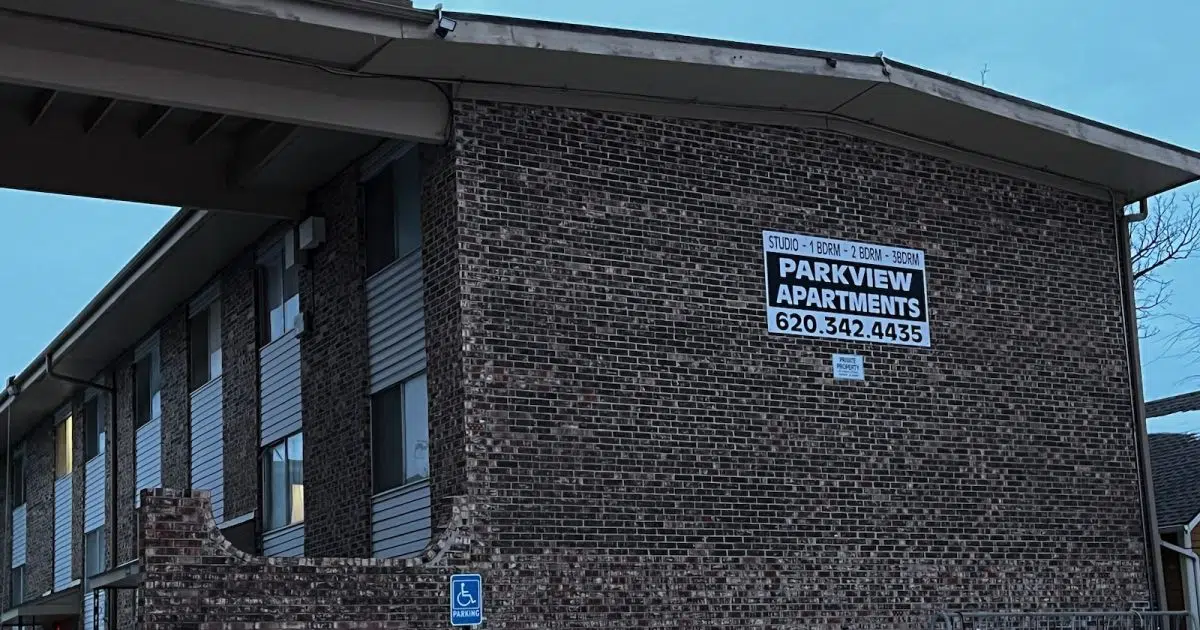 STUDIO - 1 BDRM - 2 BDRM - 3BDRM
PARKVIEW
APARTMENTS
620.342.4435
PRIVATE
PROPERTY
PARKING